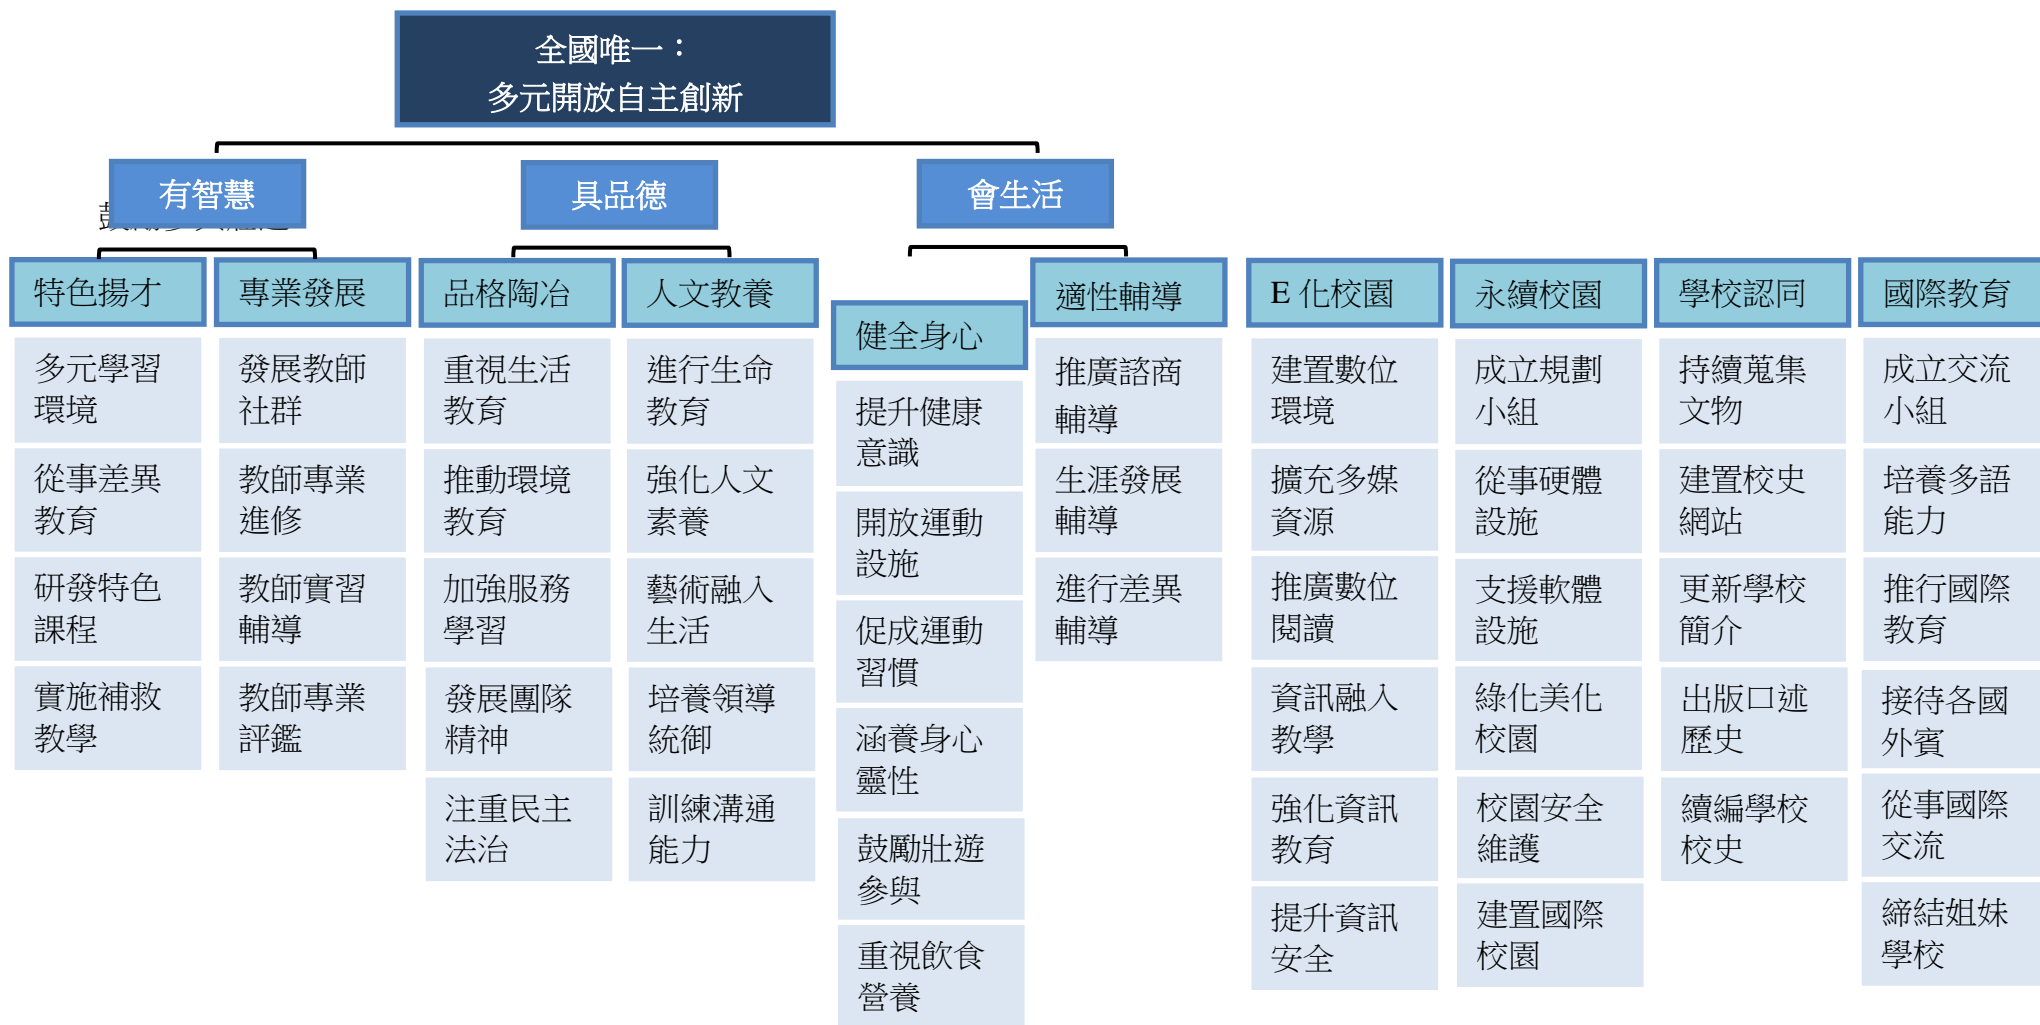 全國唯一：
多元開放自主創新
有智慧
具品德
會生活
特色揚才
多元學習
環境
從事差異
教育
研發特色
課程
實施補救
教學
專業發展
發展教師
社群
教師專業
進修
教師實習
輔導
教師專業
評鑑
品格陶冶
重視生活
教育
推動環境
教育
加強服務
學習
發展團隊
精神
注重民主
法治
人文教養
進行生命
教育
強化人文
素養
藝術融入
生活
培養領導
統御
訓練溝通
能力
健全身心
提升健康
意識
開放運動
設施
促成運動
習慣
涵養身心
靈性
鼓勵壯遊
參與
重視飲食
營養
適性輔導
推廣諮商
輔導
生涯發展
輔導
進行差異
輔導
E 化校園
建置數位
環境
擴充多媒
資源
推廣數位
閱讀
資訊融入
教學
強化資訊
教育
提升資訊
安全
永續校園
成立規劃
小組
從事硬體
設施
支援軟體
設施
綠化美化
校園
校園安全
維護
建置國際
校園
學校認同
持續蒐集
文物
建置校史
網站
更新學校
簡介
出版口述
歷史
續編學校
校史
國際教育
成立交流
小組
培養多語
能力
推行國際
教育
接待各國
外賓
從事國際
交流
締結姐妹
學校